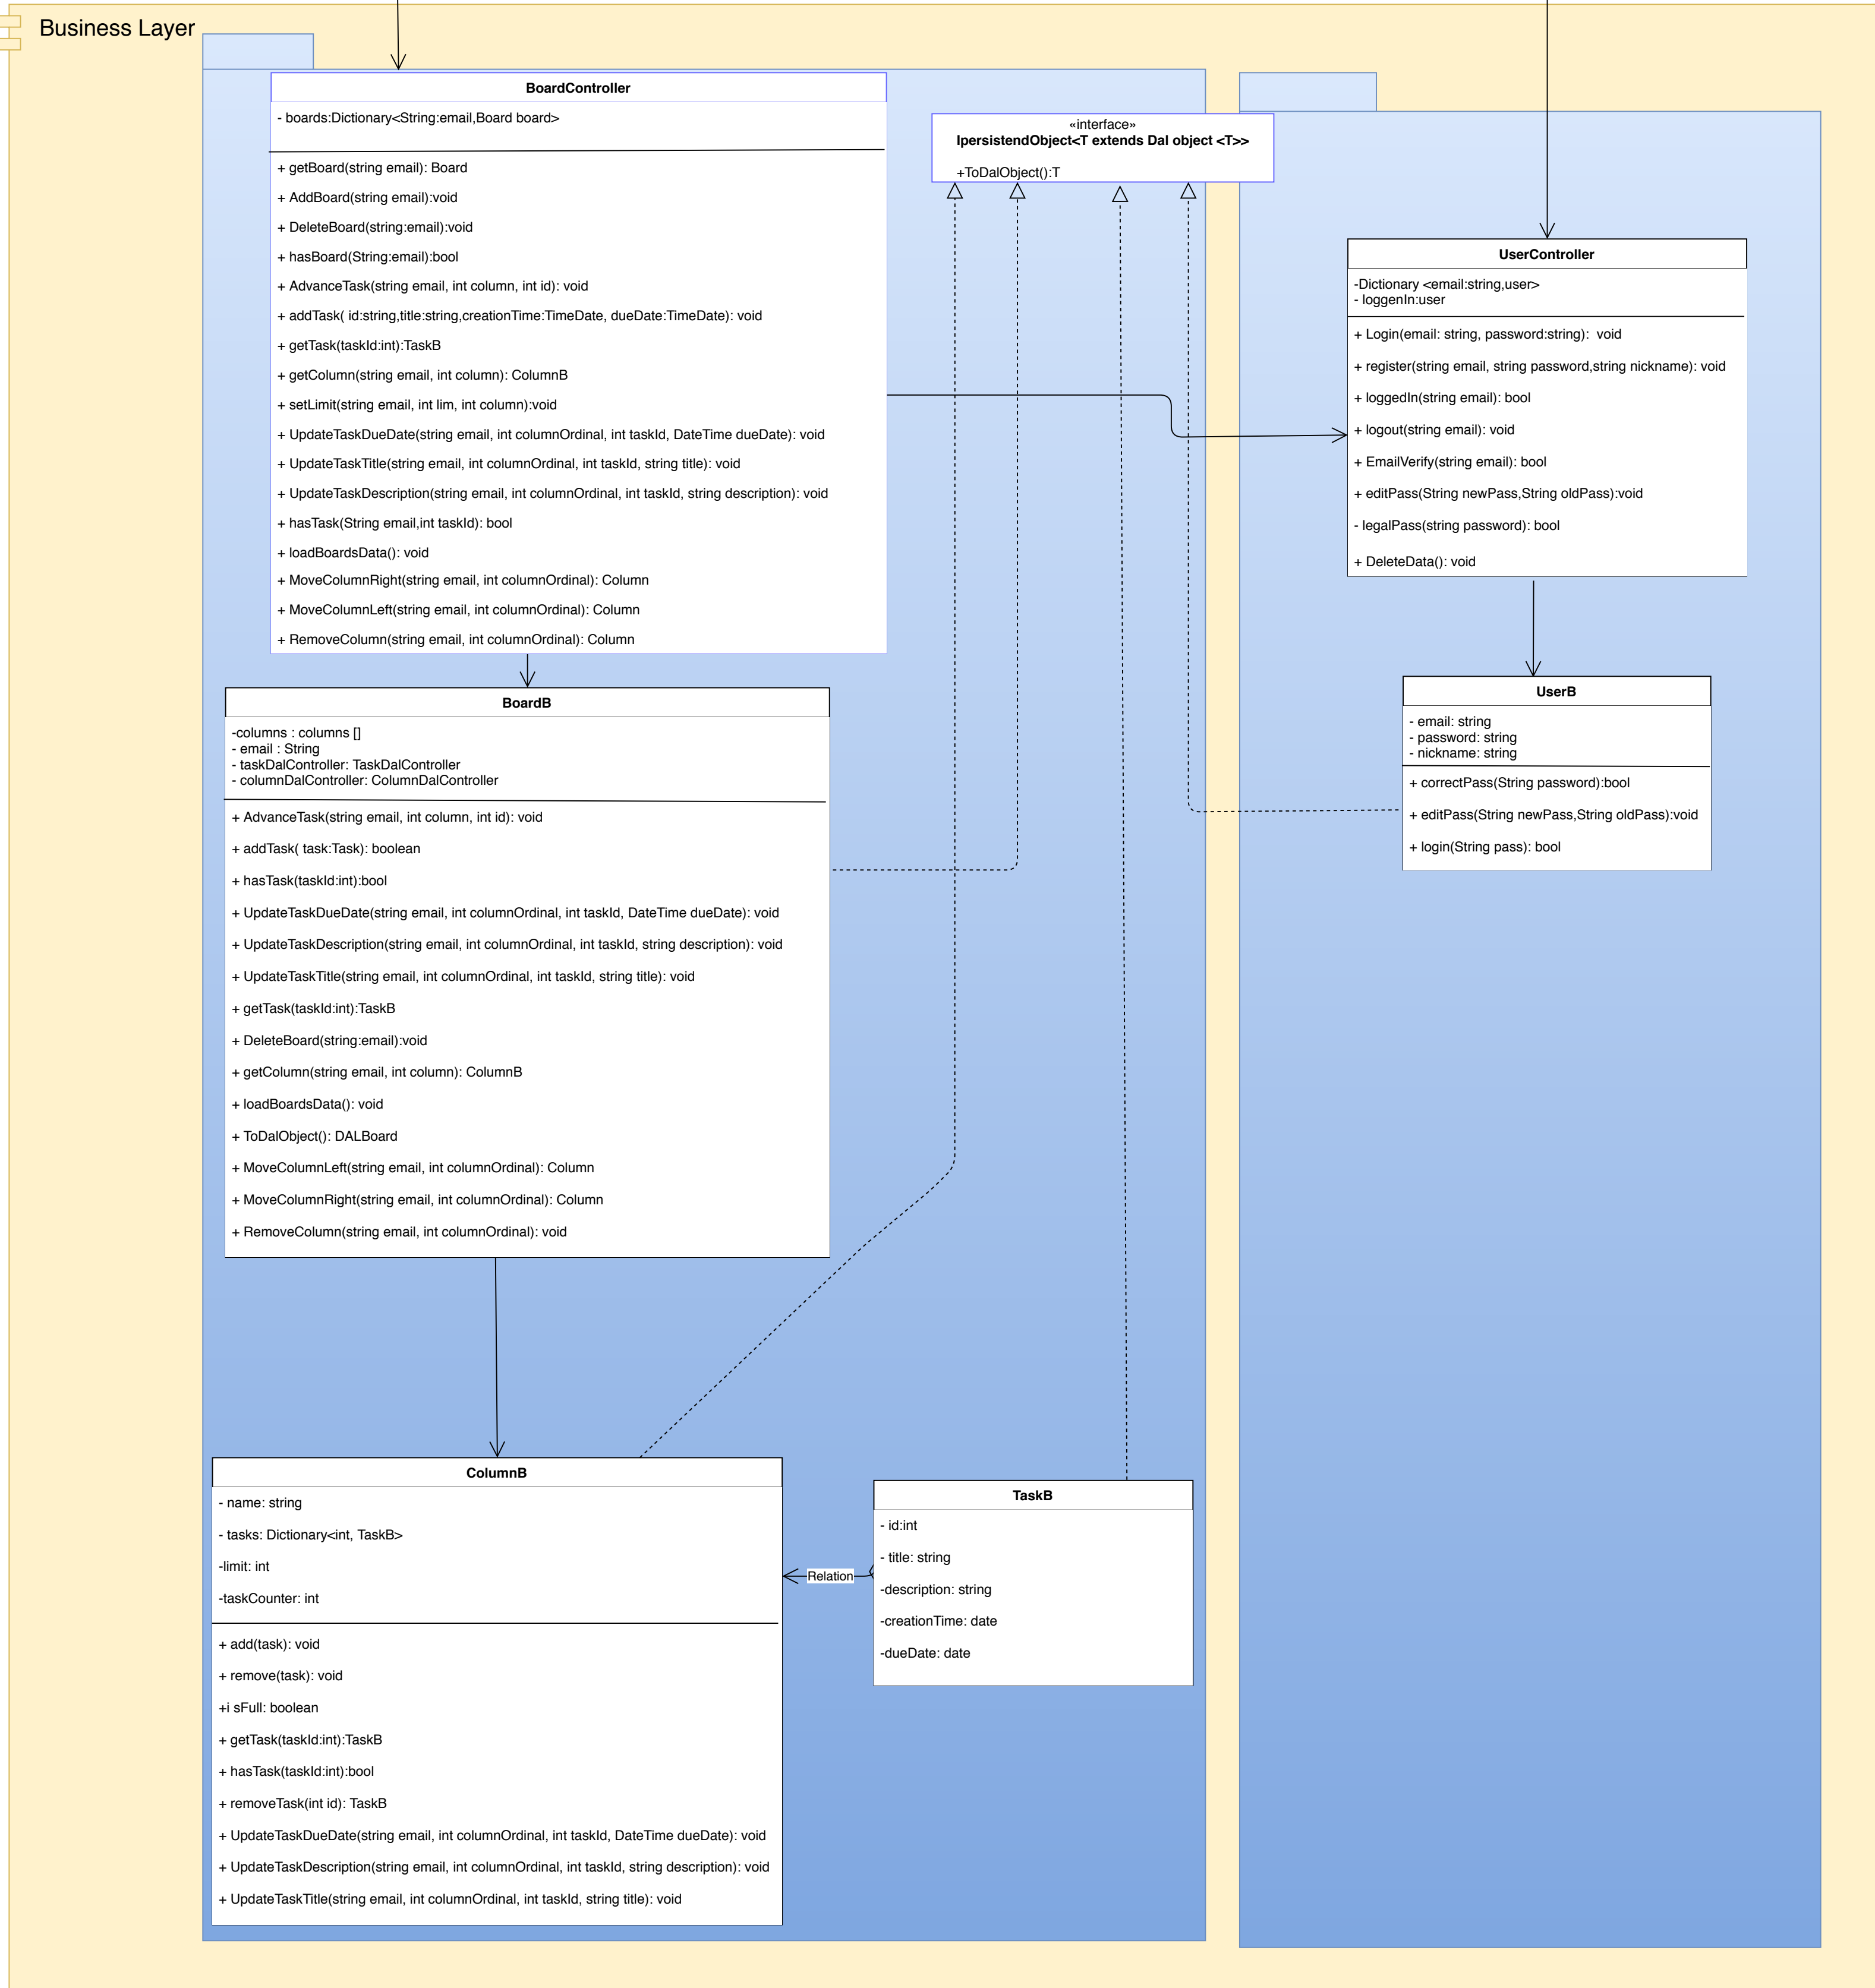 Business Layer
BoardController
- boards:Dictionary<String:email,Board board>
+ getBoard(string email): Board
+ AddBoard(string email):void
+ DeleteBoard(string:email):void
+ hasBoard(String:email):bool
+ AdvanceTask(string email, int column, int id): void
+ addTask( id:string,title:string,creationTime:TimeDate, dueDate:TimeDate): void
+ getTask(taskId:int):TaskB
+ getColumn(string email, int column): ColumnB
+ setLimit(string email, int lim, int column):void
+ UpdateTaskDueDate(string email, int columnOrdinal, int taskId, DateTime dueDate): void
+ UpdateTaskTitle(string email, int columnOrdinal, int taskId, string title): void
+ UpdateTaskDescription(string email, int columnOrdinal, int taskId, string description): void
+ hasTask(String email,int taskId): bool
+ loadBoardsData(): void
+ MoveColumnRight(string email, int columnOrdinal): Column
+ MoveColumnLeft(string email, int columnOrdinal): Column
+ RemoveColumn(string email, int columnOrdinal): Column
«interface»
IpersistendObject<T extends Dal object <T>>
+ToDalObject():T
UserController
-Dictionary <email:string,user>
- loggenIn:user
+ Login(email: string, password:string):  void
+ register(string email, string password,string nickname): void
+ loggedIn(string email): bool
+ logout(string email): void
+ EmailVerify(string email): bool
+ editPass(String newPass,String oldPass):void
- legalPass(string password): bool
+ DeleteData(): void
BoardB
-columns : columns []
- email : String
- taskDalController: TaskDalController
- columnDalController: ColumnDalController
+ AdvanceTask(string email, int column, int id): void
+ addTask( task:Task): boolean
+ hasTask(taskId:int):bool
+ UpdateTaskDueDate(string email, int columnOrdinal, int taskId, DateTime dueDate): void
+ UpdateTaskDescription(string email, int columnOrdinal, int taskId, string description): void
+ UpdateTaskTitle(string email, int columnOrdinal, int taskId, string title): void
+ getTask(taskId:int):TaskB
+ DeleteBoard(string:email):void
+ getColumn(string email, int column): ColumnB
+ loadBoardsData(): void
+ ToDalObject(): DALBoard
+ MoveColumnLeft(string email, int columnOrdinal): Column
+ MoveColumnRight(string email, int columnOrdinal): Column
+ RemoveColumn(string email, int columnOrdinal): void
UserB
- email: string
- password: string
- nickname: string
+ correctPass(String password):bool
+ editPass(String newPass,String oldPass):void
+ login(String pass): bool
ColumnB
- name: string
- tasks: Dictionary<int, TaskB>
-limit: int
-taskCounter: int
+ add(task): void
+ remove(task): void
+i sFull: boolean
+ getTask(taskId:int):TaskB
+ hasTask(taskId:int):bool
+ removeTask(int id): TaskB
+ UpdateTaskDueDate(string email, int columnOrdinal, int taskId, DateTime dueDate): void
+ UpdateTaskDescription(string email, int columnOrdinal, int taskId, string description): void
+ UpdateTaskTitle(string email, int columnOrdinal, int taskId, string title): void
Relation
TaskB
- id:int
- title: string
-description: string
-creationTime: date
-dueDate: date